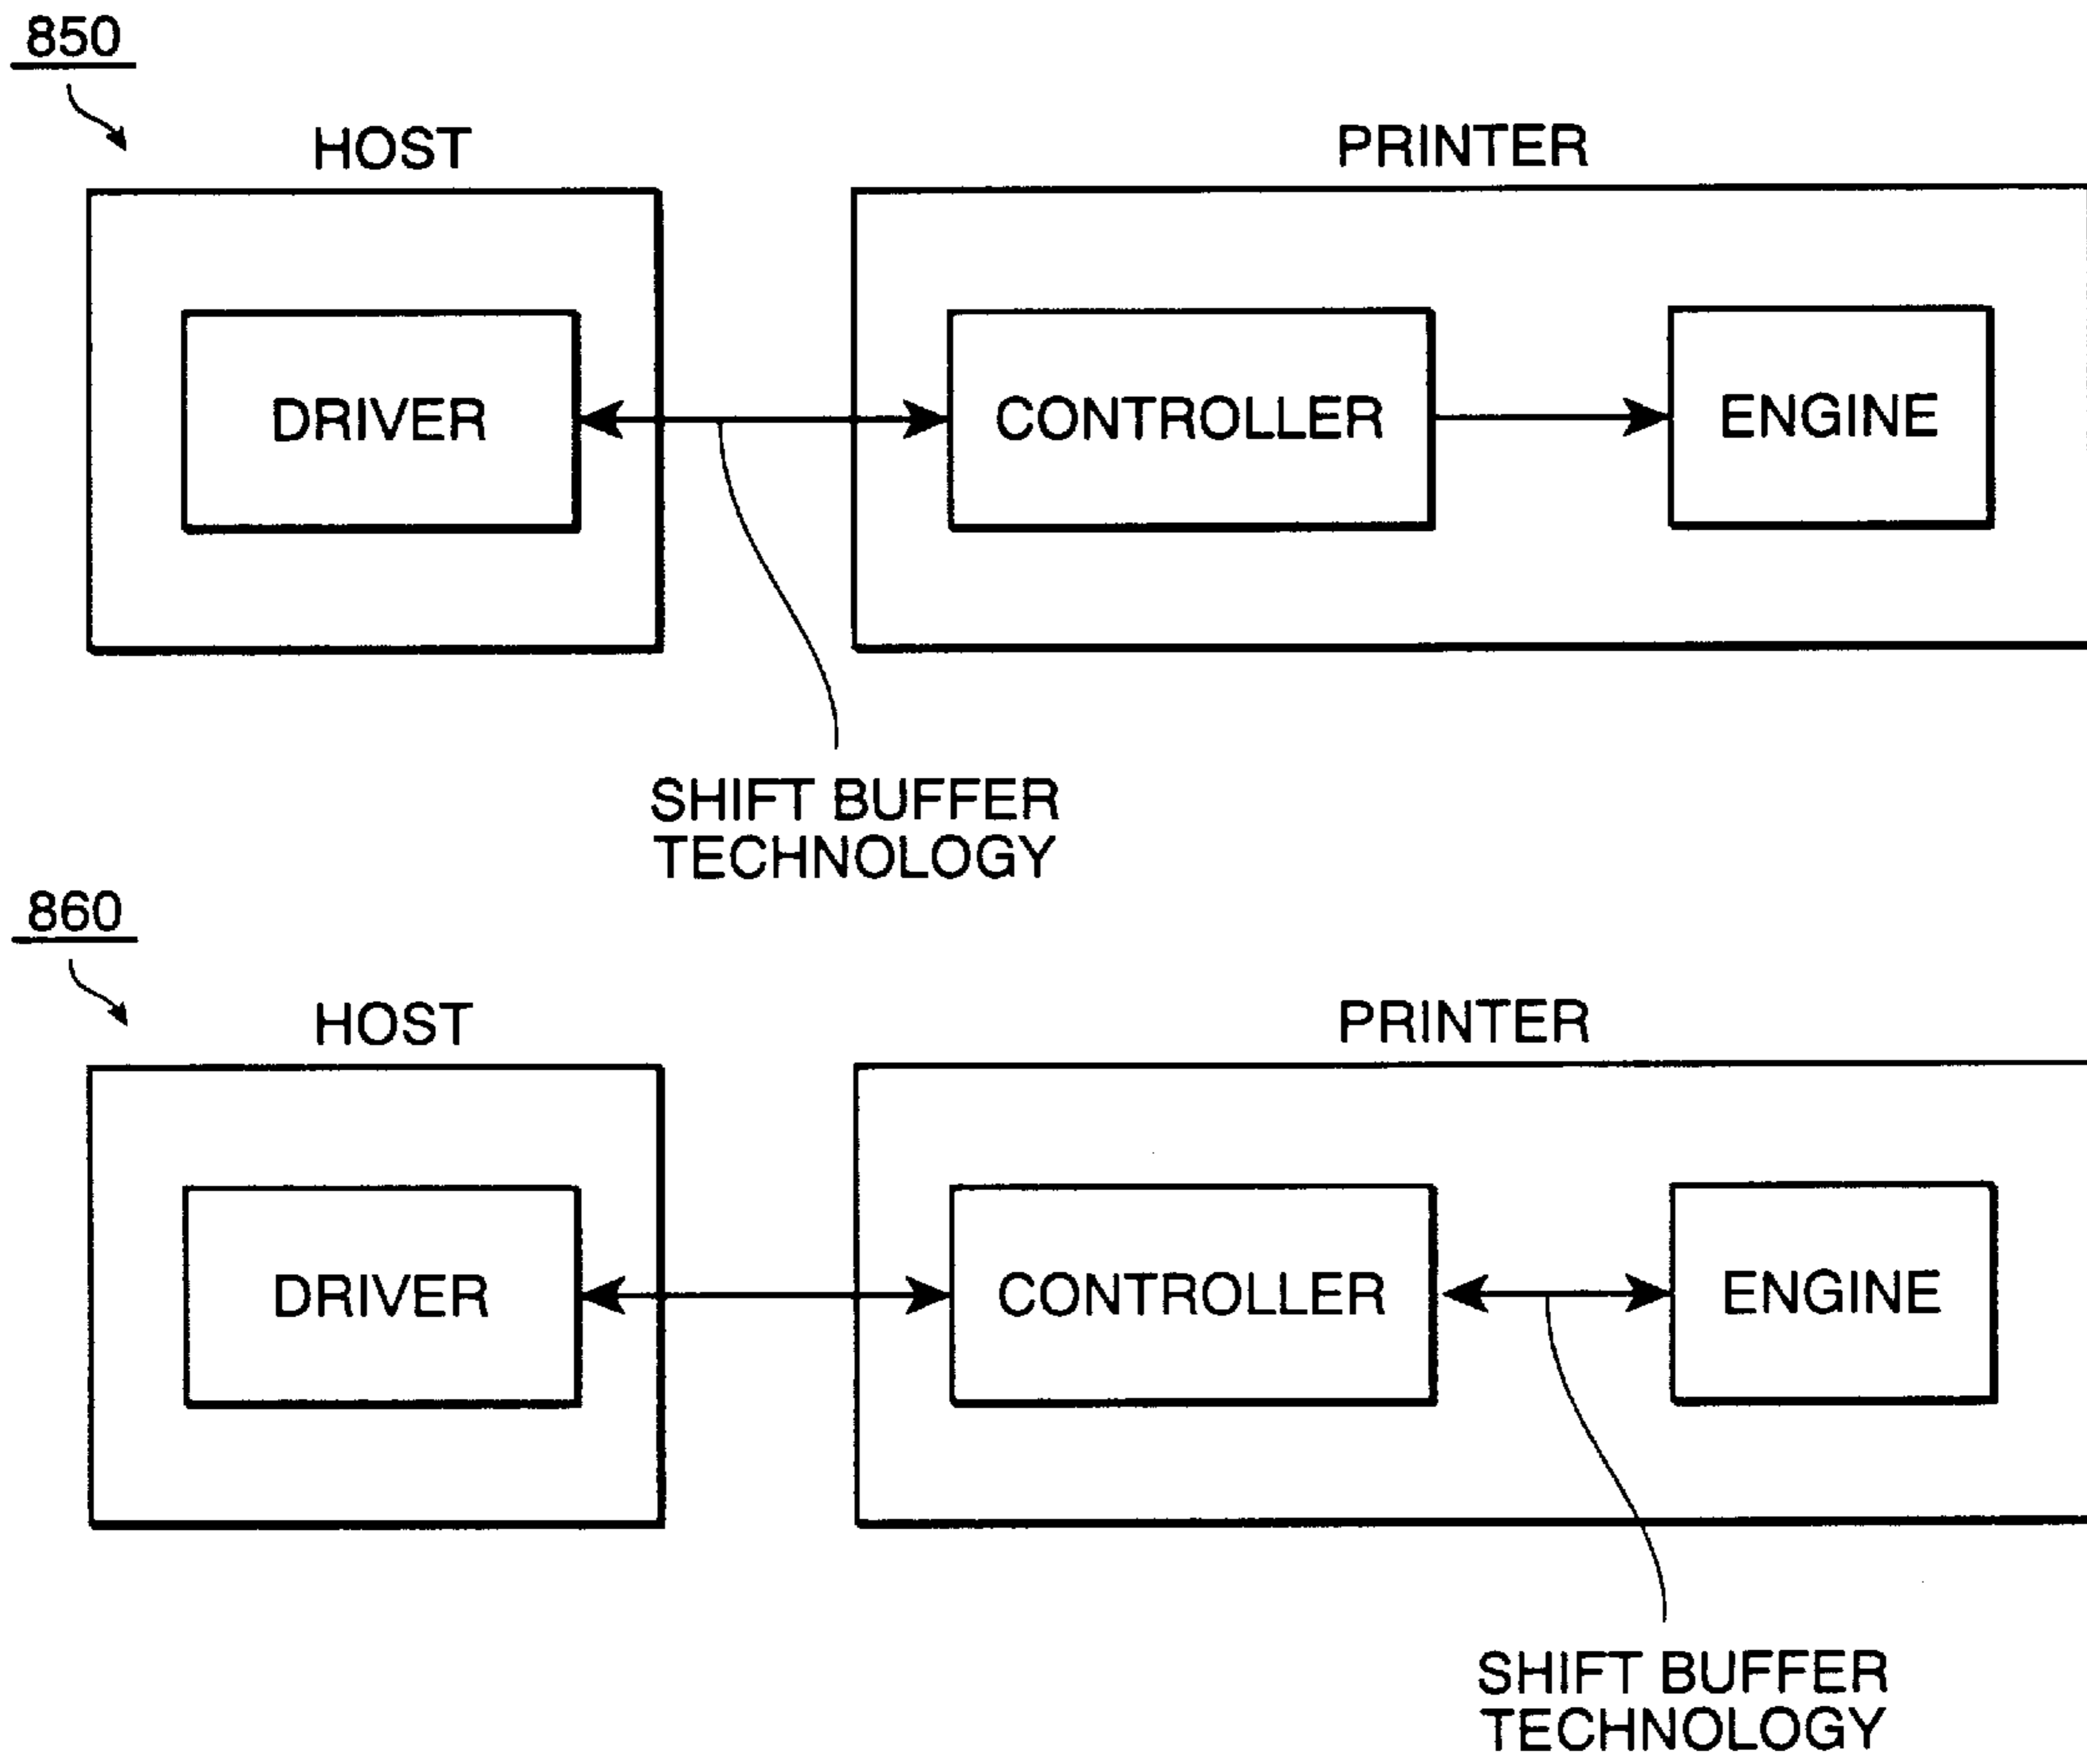 850
HOST
PRINTER
DRIVER
CONTROLLER
ENGINE
SHIFT BUFFER
TECHNOLOGY
860
HOST
PRINTER
DRIVER
CONTROLLER
ENGINE
SHIFT BUFFER
TECHNOLOGY